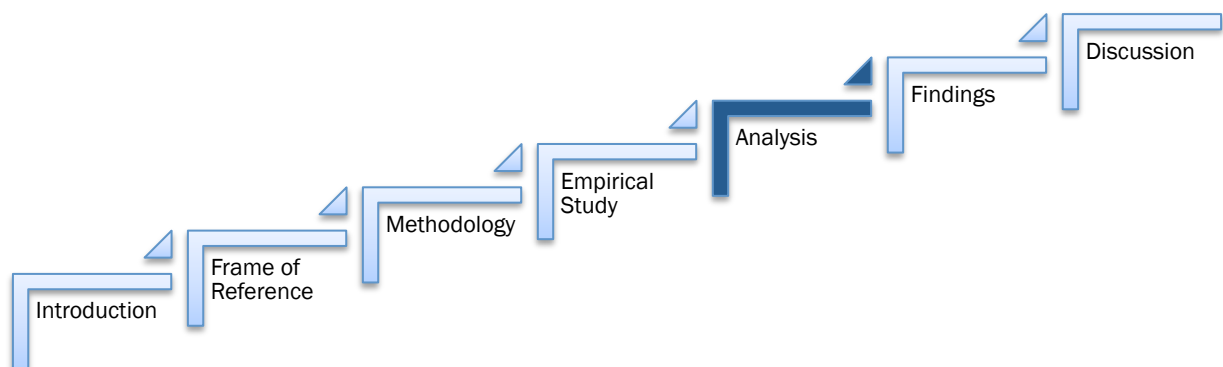 Introduction
Frame of
Reference
Methodology
Empirical
Study
Analysis
Findings
Discussion